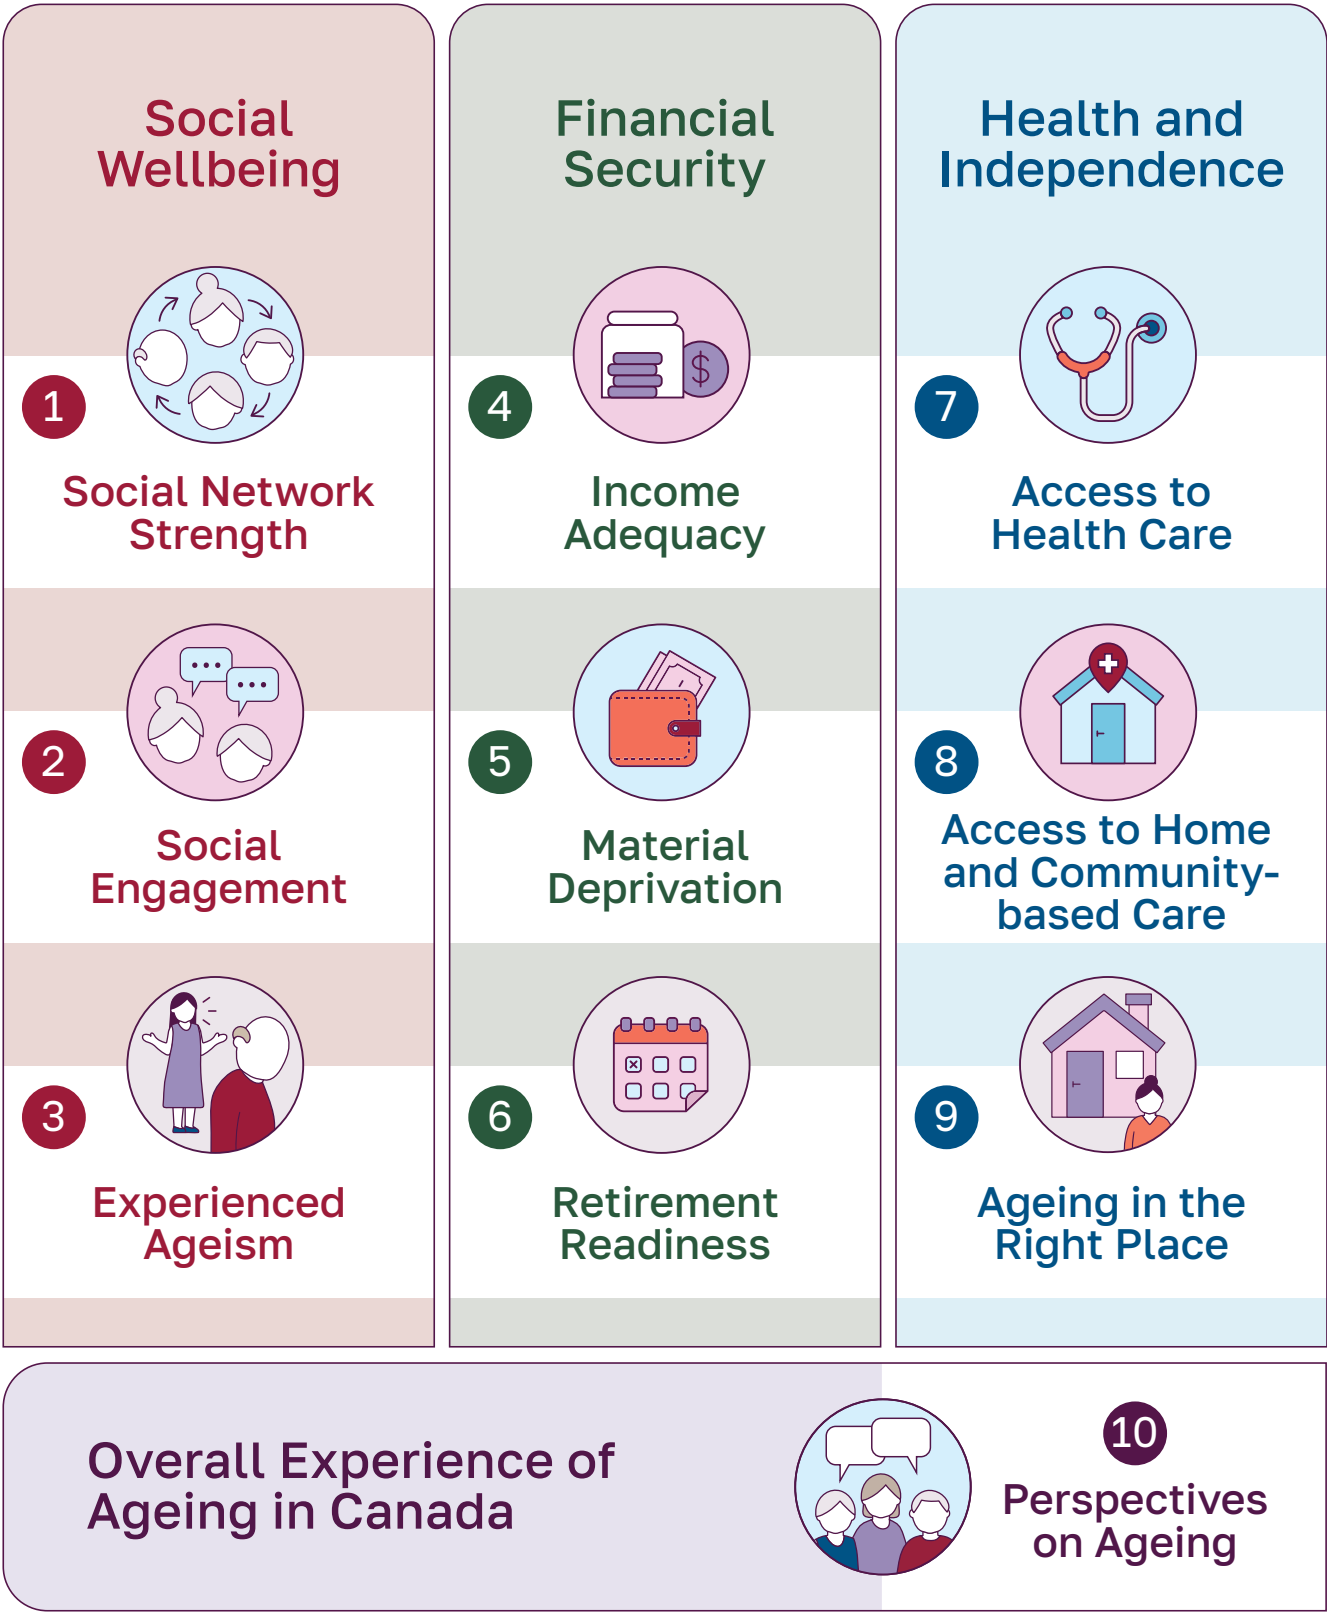 Social
Wellbeing
1
Social Network
Strength
2
Social
Engagement
3
Experienced
Ageism
Financial
Security
$
4
Income
Adequacy
5
Material
Deprivation
6
Retirement
Readiness
Health and
Independence
7
Access to
Health Care
8
Access to Home
and Community-
based Care
9
Ageing in the
Right Place
Overall Experience of
Ageing in Canada
10
Perspectives
on Ageing